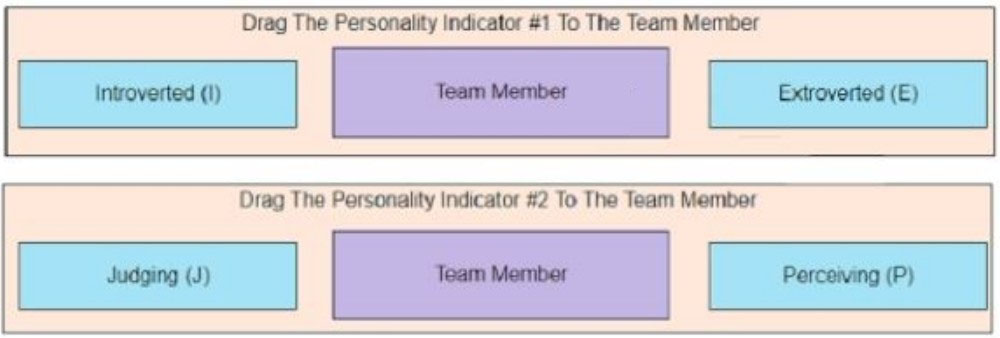 Drag The Personality Indicator #1 To The Team Member
Introverted (I)
Team Member
Extroverted (E)
Drag The Personality Indicator #2 To The Team Member
Judging (J)
Team Member
Perceiving (P)